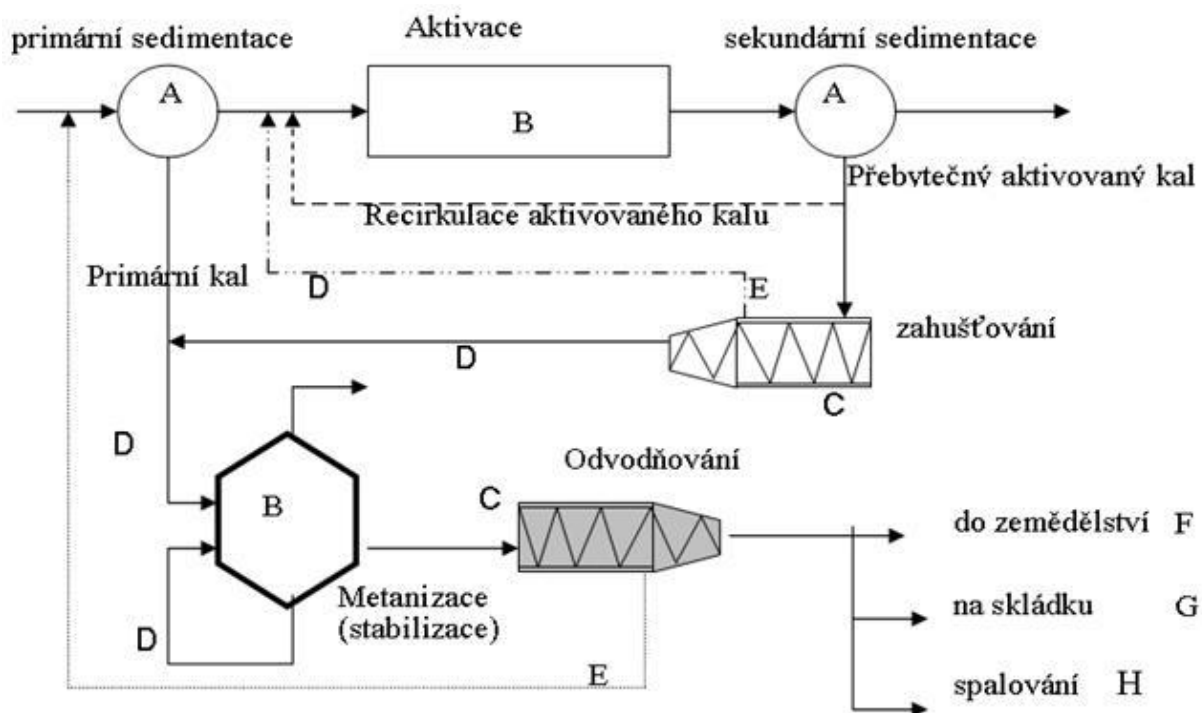 primární sedimentace
Aktivace
sekundární sedimentace
A
B
A
Přebytečný aktivovaný kal
Recirkulace aktivovaného kalu
Primární kal
D
E
zahušťování
D
C
D
Odvodňování
B
C
do zemědělství F
Metanizace
(stabilizace)
na skládku G
D
E
spalování H